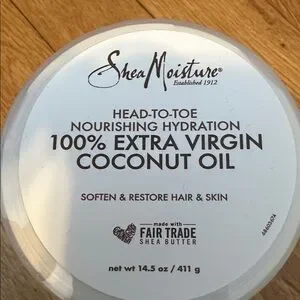 SheaMoisture®
Established 1912
HEAD-TO-TOE
NOURISHING HYDRATION
100% EXTRA VIRGIN
COCONUT OIL
SOFTEN & RESTORE HAIR & SKIN
made with
FAIR TRADE
SHEA BUTTER
net wt 14.5 oz / 411 g